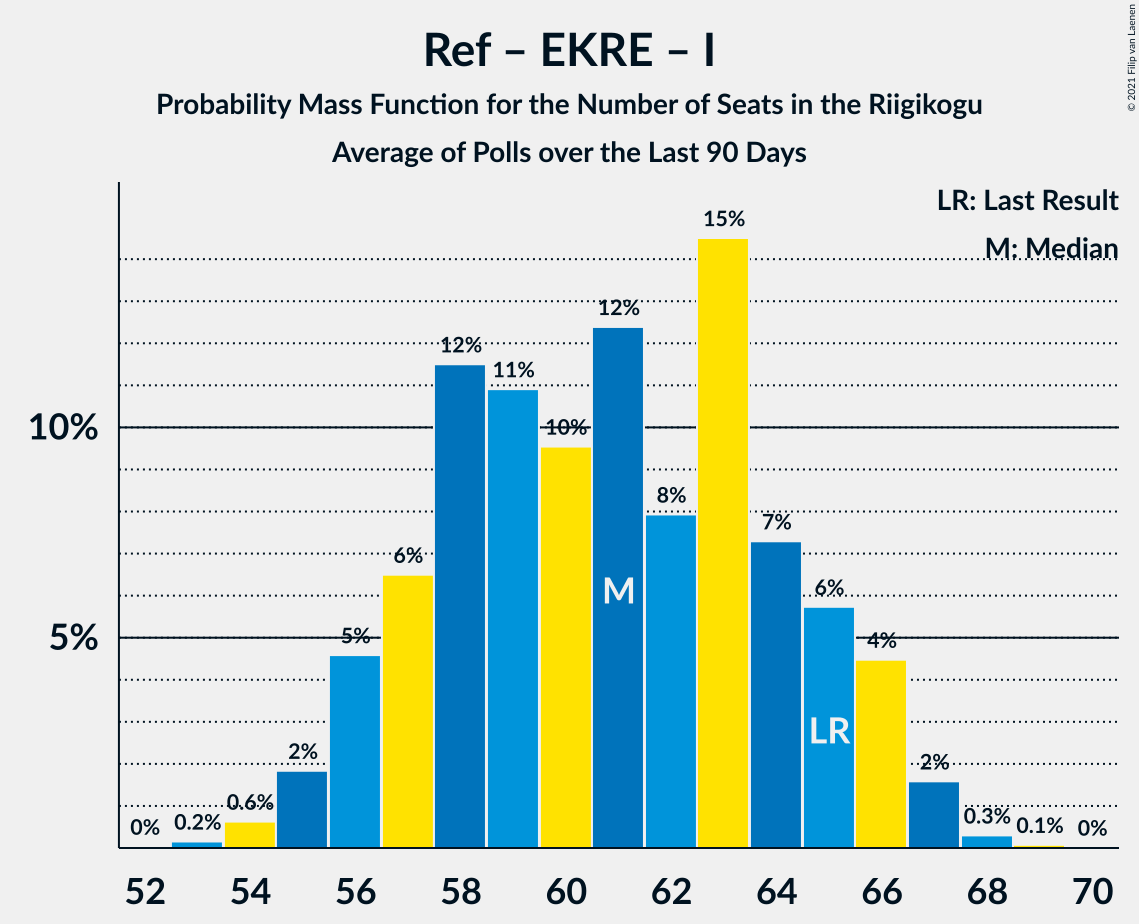 Ref – EKRE – I
Probability Mass Function for the Number of Seats in the Riigikogu
Average of Polls over the Last 90 Days
© 2021 Filip van Laenen
LR: Last Result
M: Median
15%
12%
12%
11%
10%
10%
8%
7%
6%
6%
5%
5%
4%
M
LR
2%
2%
0.6%
0.3%
0.2%
0.1%
0%
0%
52 54 56 58 60 62 64 66 68 70